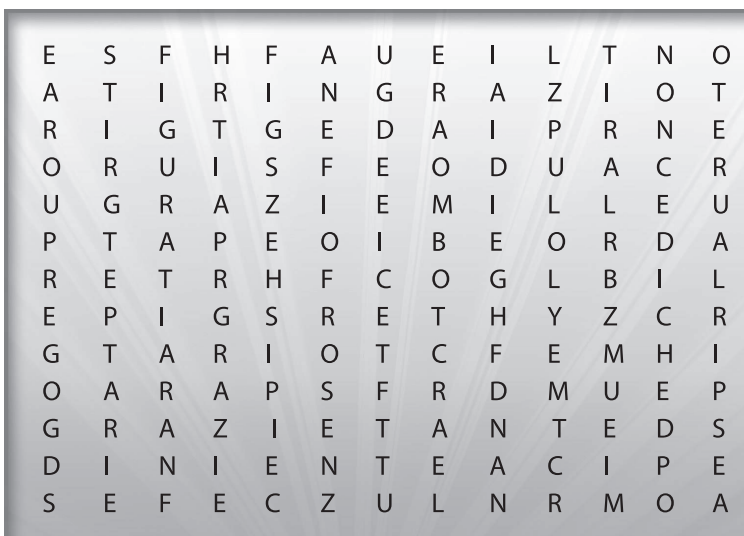 E S F H F A U E I L T N O
A T I R I N G R A Z I O T
R I G T G E D A I P R N E
O R U I S F E O D U A C R
U G R A Z I E M I L L E U
P T A P E O I B E O R D A
R E T R H F C O G L B I L
E P I G S R E T H Y Z C R
G T A R I O T C F E M H I
O A R A P S F R D M U E P
G R A Z I E T A N T E D S
D I N I E N T E A C I P E
S E F E C Z U L N R M O A